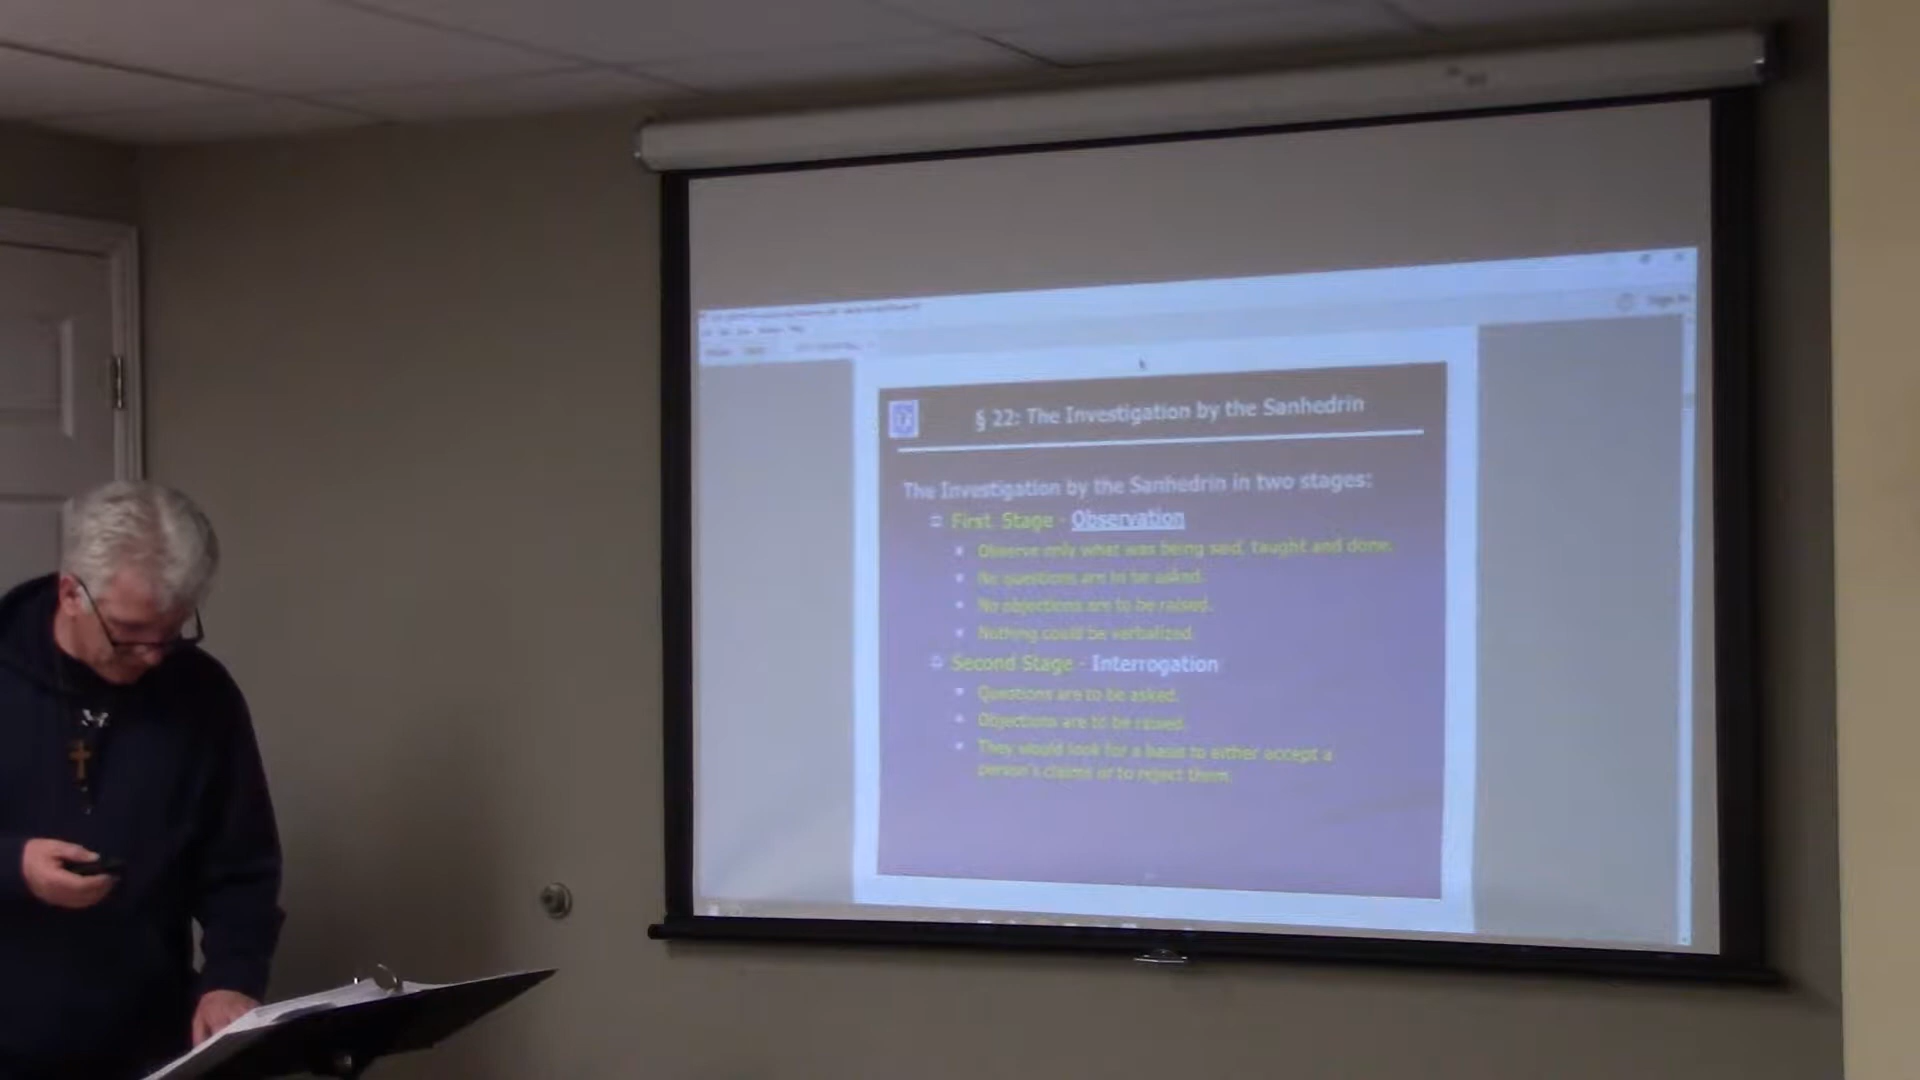 Sign In
§ 22: The Investigation by the Sanhedrin
The Investigation by the Sanhedrin in two stages:
First Stage - Observation
Observe only what was being said, taught and done.
No questions are to be asked.
No objections are to be raised.
Nothing could be verbalized.
Second Stage - Interrogation
Questions are to be asked.
Objections are to be raised.
They would look for a basis to either accept a
person's claims or to reject them.